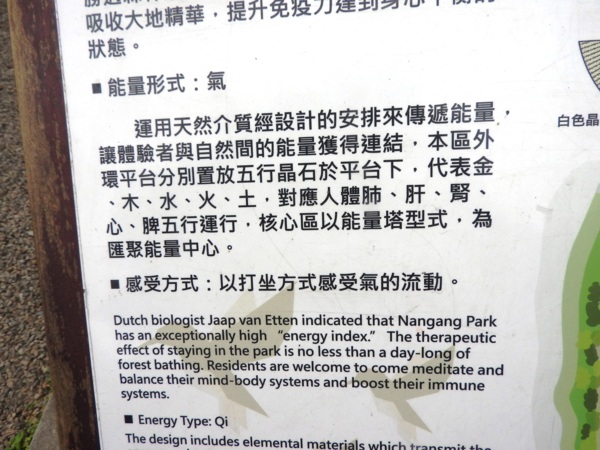 吸收大地精華，提升免疫力達到身心平衡的
狀態。
■ 能量形式：氣
運用天然介質經設計的安排來傳遞能量，
讓體驗者與自然間的能量獲得連結，本區外
環平台分別置放五行晶石於平台下，代表金
、木、水、火、土，對應人體肺、肝、腎、
心、脾五行運行，核心區以能量塔型式，為
匯聚能量中心。
■ 感受方式：以打坐方式感受氣的流動。
Dutch biologist Jaap van Etten indicated that Nangang Park
has an exceptionally high “energy index.” The therapeutic
effect of staying in the park is no less than a day-long of
forest bathing. Residents are welcome to come meditate and
balance their mind-body systems and boost their immune
systems.
■ Energy Type: Qi
The design includes elemental materials which transmit the
白色晶